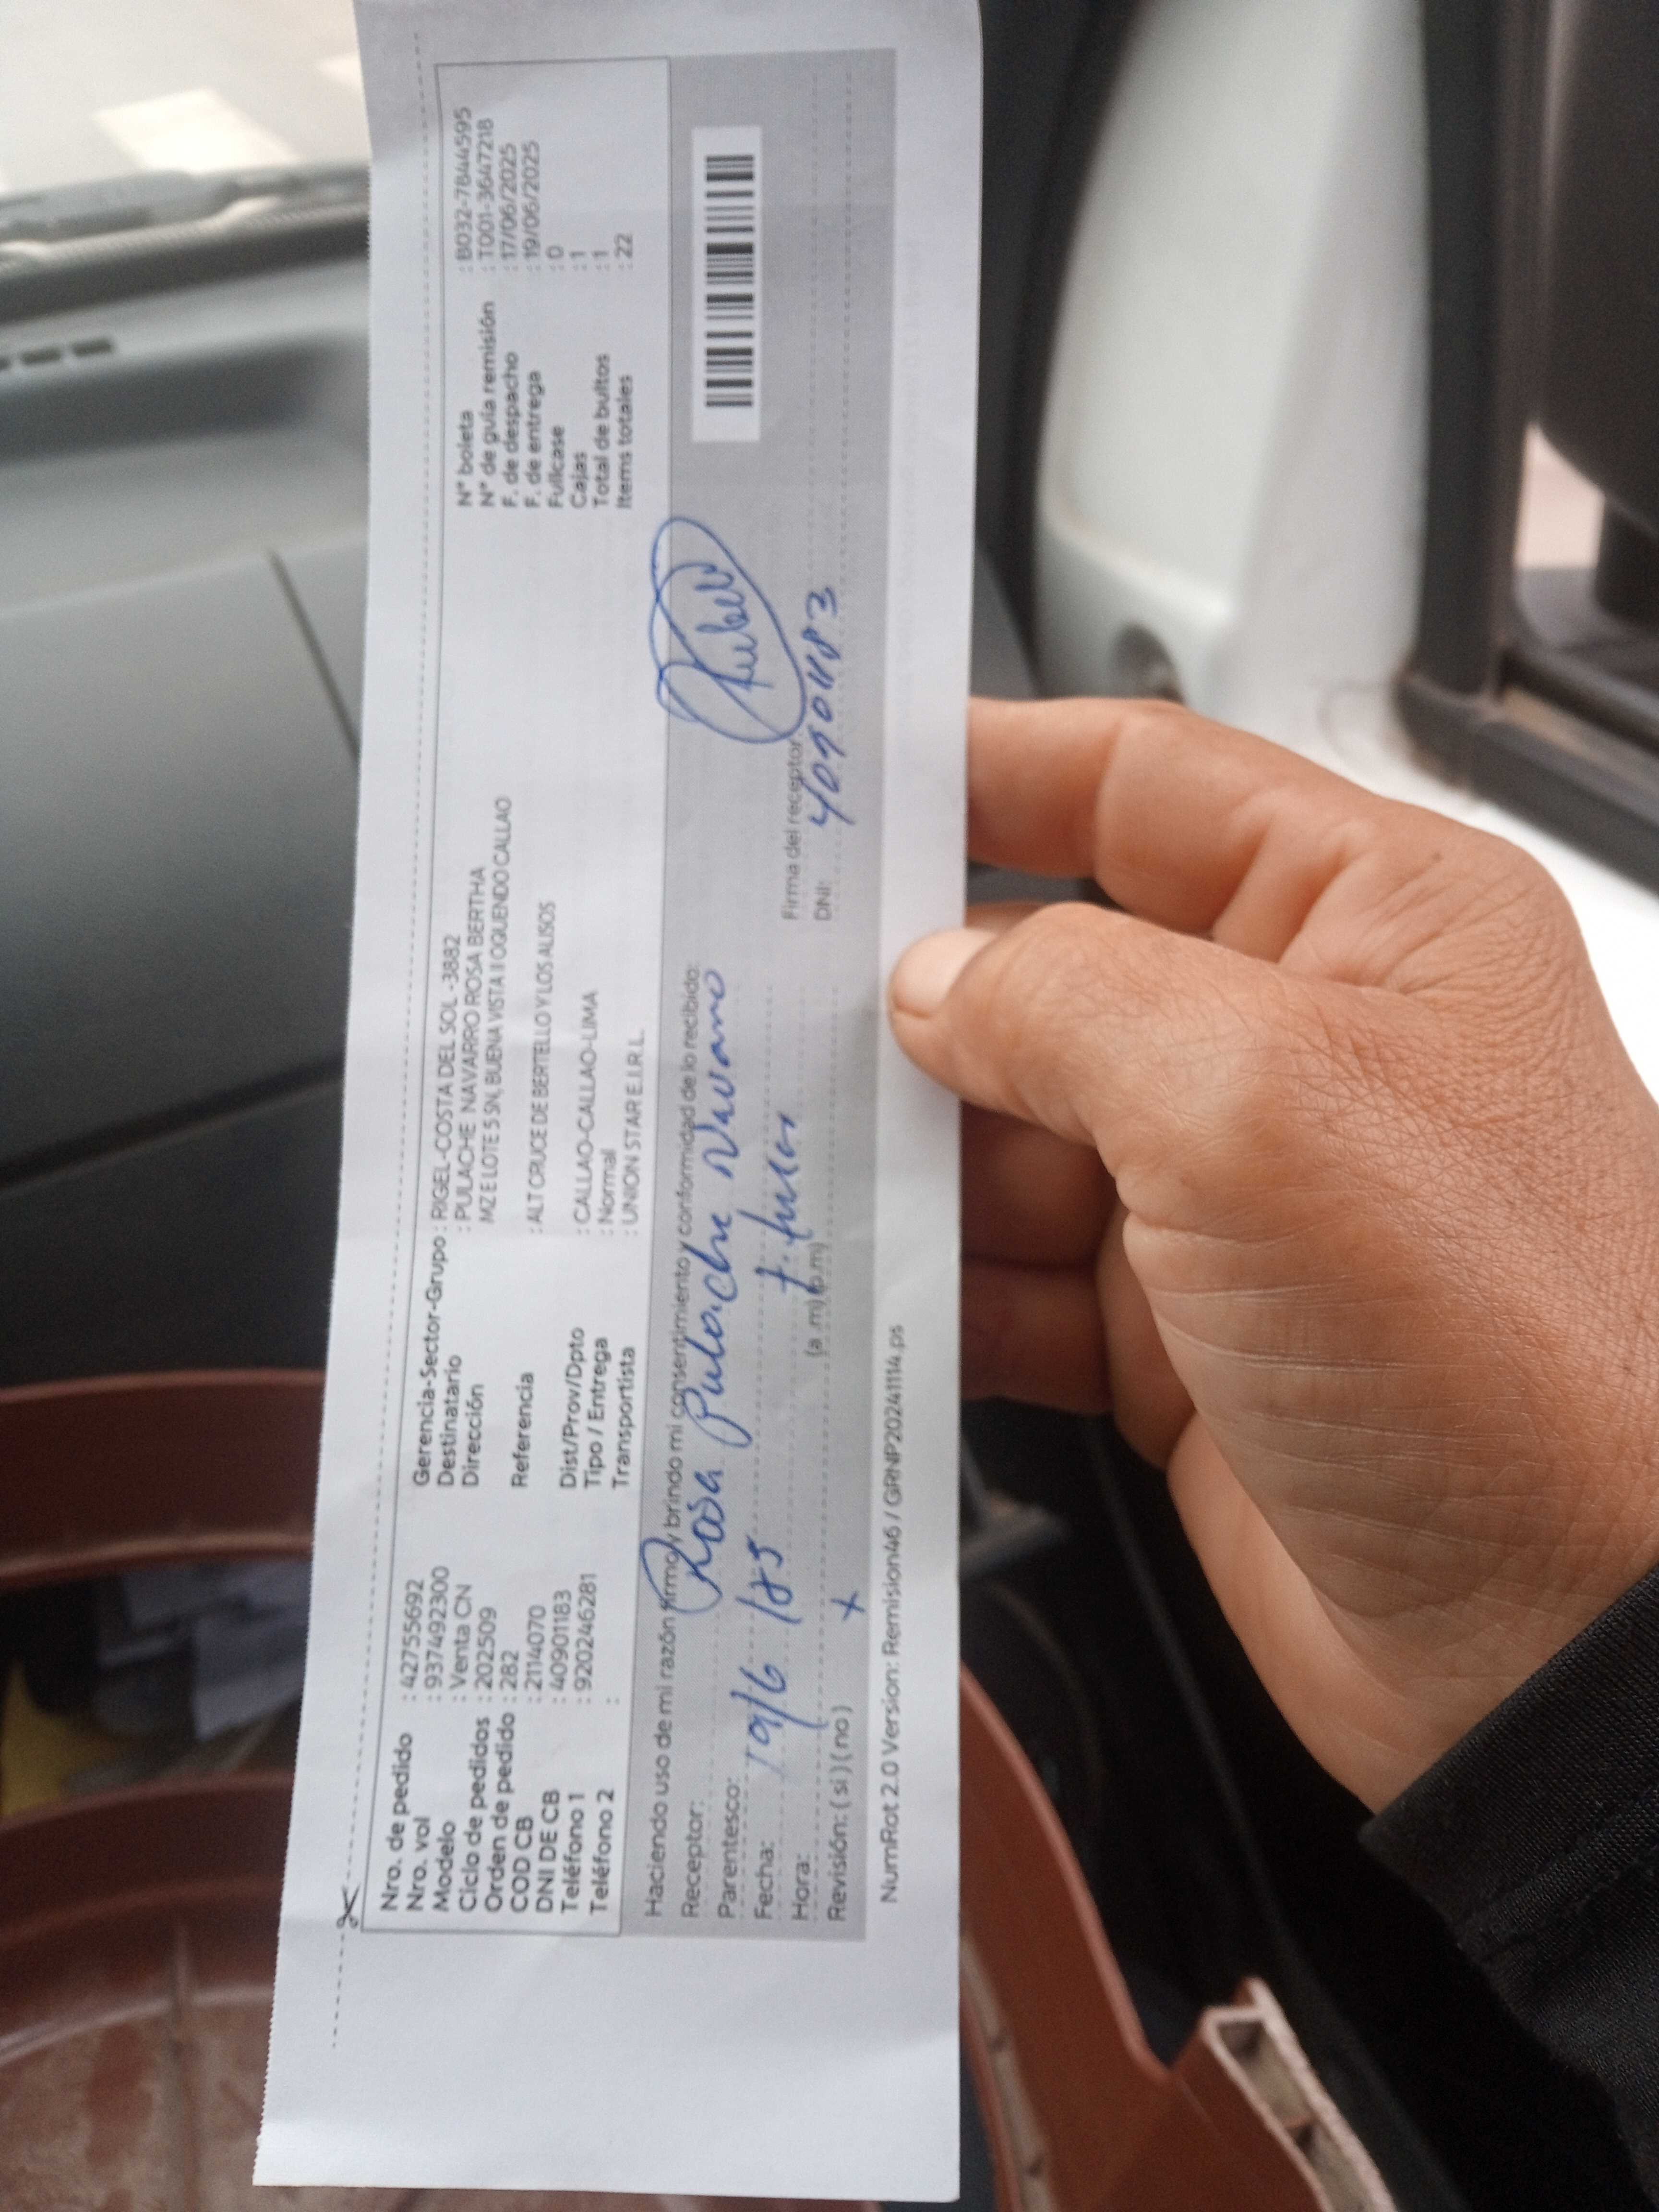 Nro. de pedido : 42755692
Nro. vol : 937492300
Modelo : Venta CN
Ciclo de pedidos : 202509
Orden de pedido : 282
COD CB : 21114070
DNI DE CB : 40901183
Teléfono 1 : 920246281
Teléfono 2 :
Gerencia-Sector-Grupo : RIGEL-COSTA DEL SOL -3882
Destinatario : PULACHE NAVARRO ROSA BERTHA
Dirección MZ E LOTE 5 SN, BUENA VISTA II OQUENDO CALLAO
Referencia : ALT CRUCE DE BERTELLO Y LOS ALISOS
Dist/Prov/Dpto : CALLAO-CALLAO-LIMA
Tipo / Entrega : Normal
Transportista : UNION STAR E.I.R.L.
N° boleta : B032-7844595
N° de guía remisión : T001-3647218
F. de despacho : 17/06/2025
F. de entrega : 19/06/2025
Fullcase : 0
Cajas : 1
Total de bultos : 1
Items totales : 22
Haciendo uso de mi razón firmo y brindo mi consentimiento y conformidad de lo recibido:
Receptor: Rosa Pulache Navarro
Parentesco:
Fecha: 19/6/25
Hora: (a.m) (p.m)
Revisión: ( si ) ( no ) x
Firma del receptor:
DNI:
NumRot 2.0 Version: Remision46 / GRNP20241114.ps